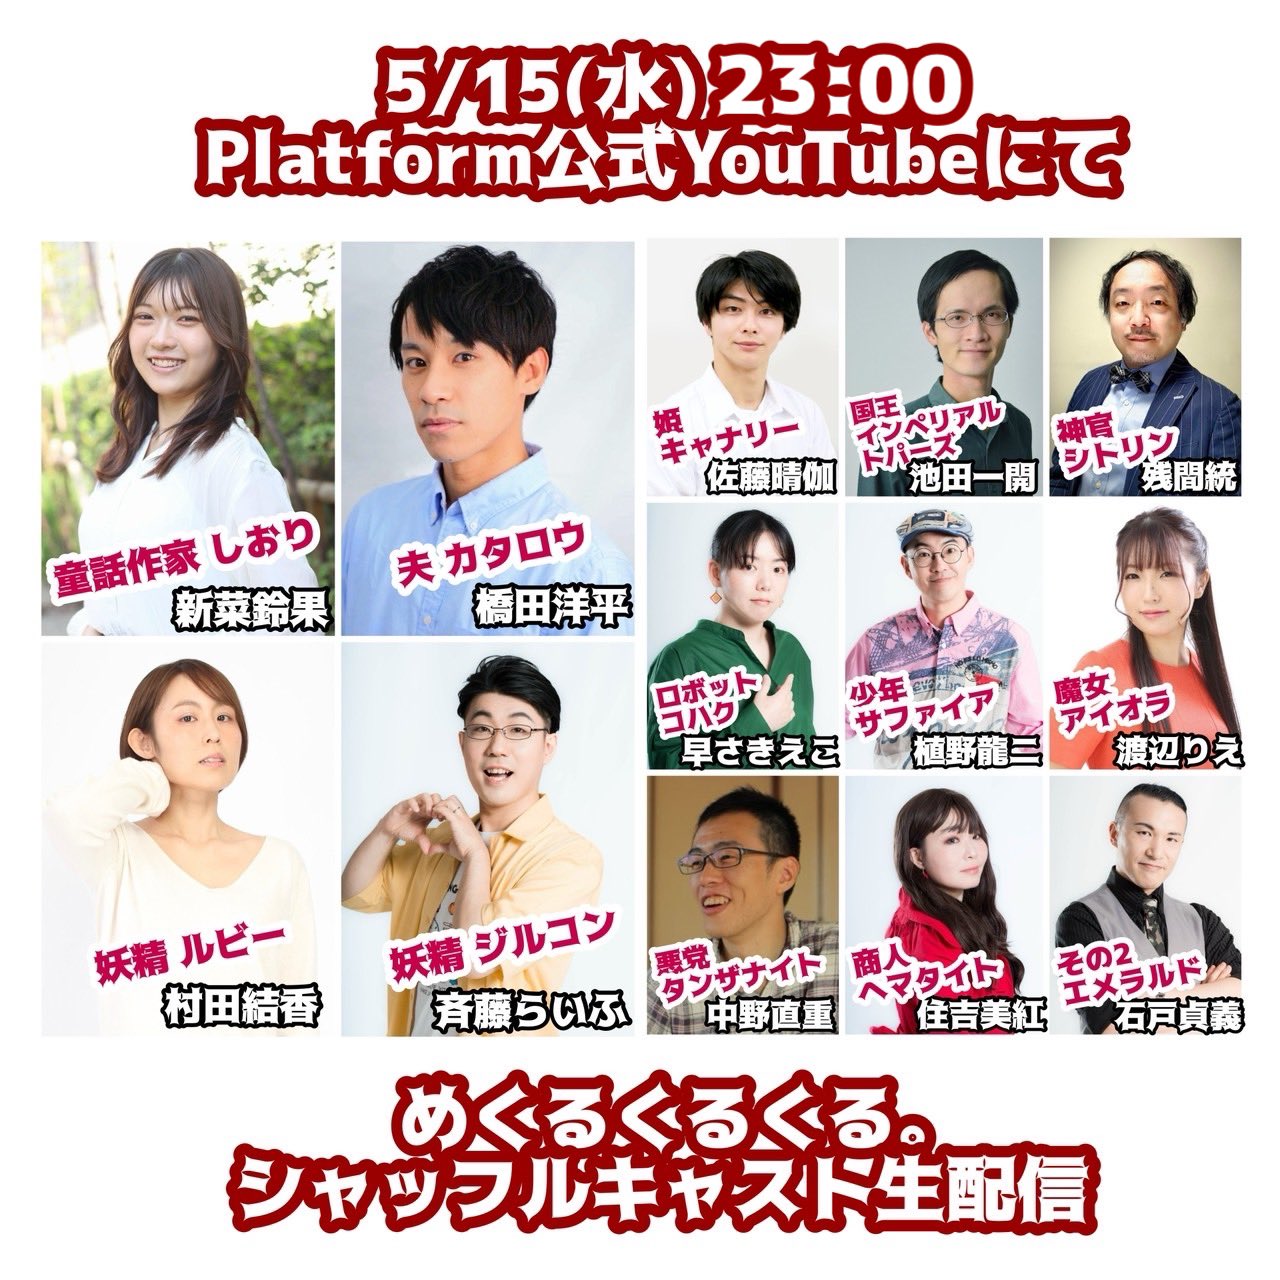 5/15(水) 23:00
Platform公式YouTubeにて
童話作家 しおり
新菜鈴果
夫 カタロウ
橋田洋平
姫
キャナリー
佐藤晴伽
国王
インペリアル
トパーズ
池田一開
神官
シトリン
残間統
ロボット
コハク
早さきえこ
少年
サファイア
植野龍二
魔女
アイオラ
渡辺りえ
妖精 ルビー
村田結香
妖精 ジルコン
斉藤らいふ
悪党
タンザナイト
中野直重
商人
ヘマタイト
住吉美紅
その2
エメラルド
石戸貞義
めくるくるくる。
シャッフルキャスト生配信